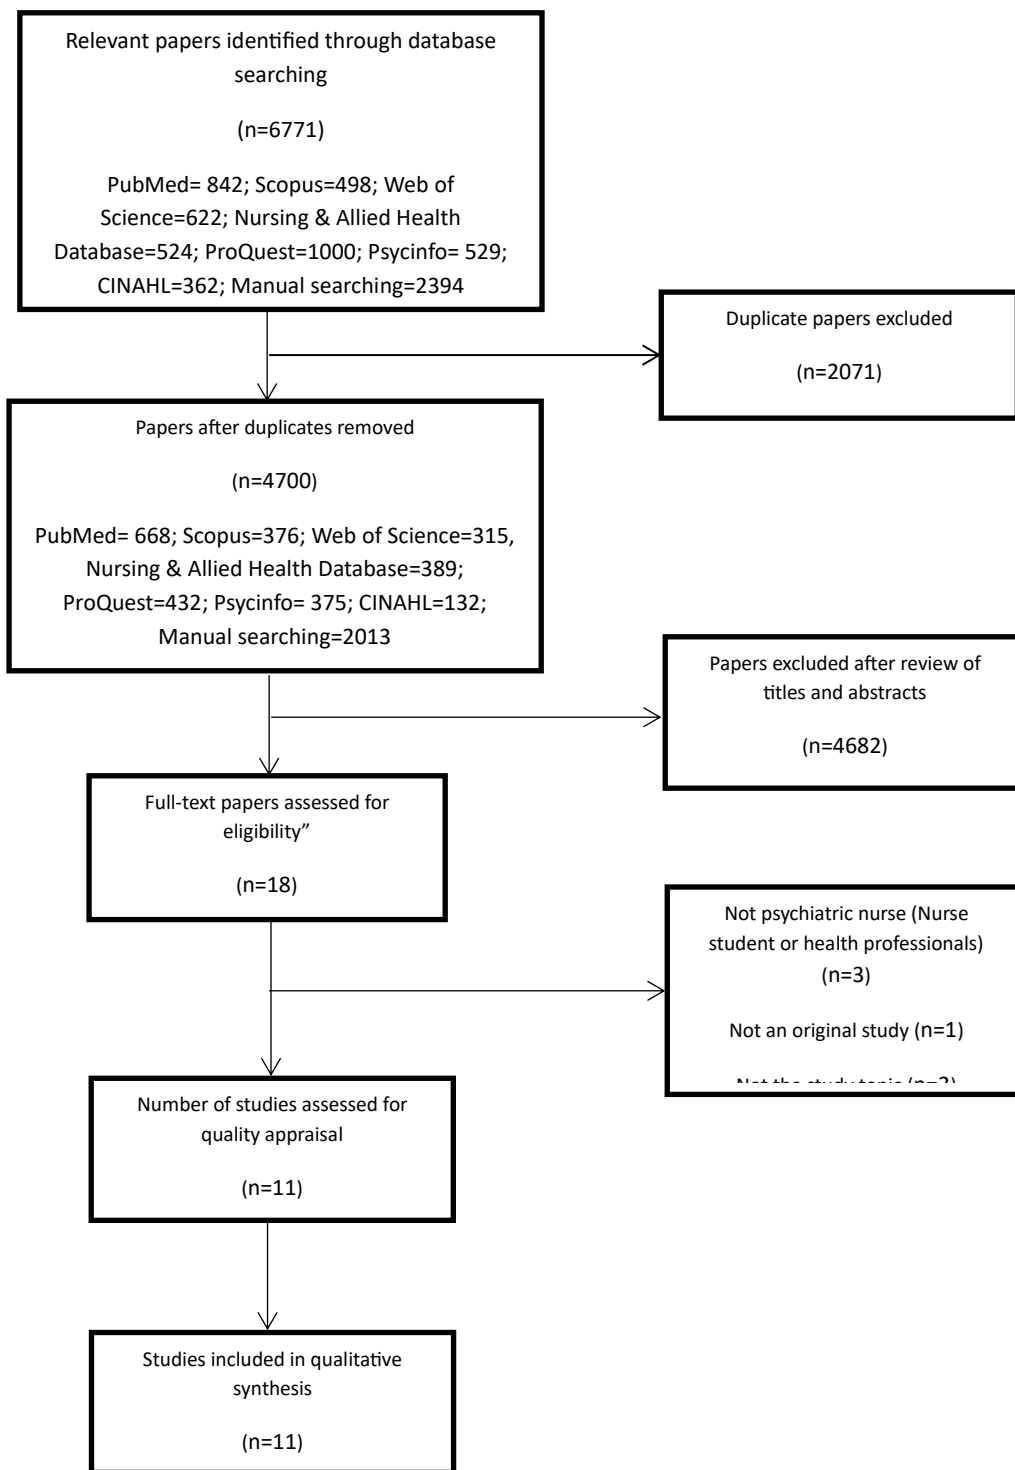 Relevant papers identified through database
searching
(n=6771)
PubMed= 842; Scopus=498; Web of
Science=622; Nursing & Allied Health
Database=524; ProQuest=1000; Psycinfo= 529;
CINAHL=362; Manual searching=2394
Duplicate papers excluded
(n=2071)
Papers after duplicates removed
(n=4700)
PubMed= 668; Scopus=376; Web of Science=315,
Nursing & Allied Health Database=389;
ProQuest=432; Psycinfo= 375; CINAHL=132;
Manual searching=2013
Papers excluded after review of
titles and abstracts
(n=4682)
Full-text papers assessed for
eligibility”
(n=18)
Not psychiatric nurse (Nurse
student or health professionals)
(n=3)
Not an original study (n=1)
Not the study topic
Number of studies assessed for
quality appraisal
(n=11)
Studies included in qualitative
synthesis
(n=11)